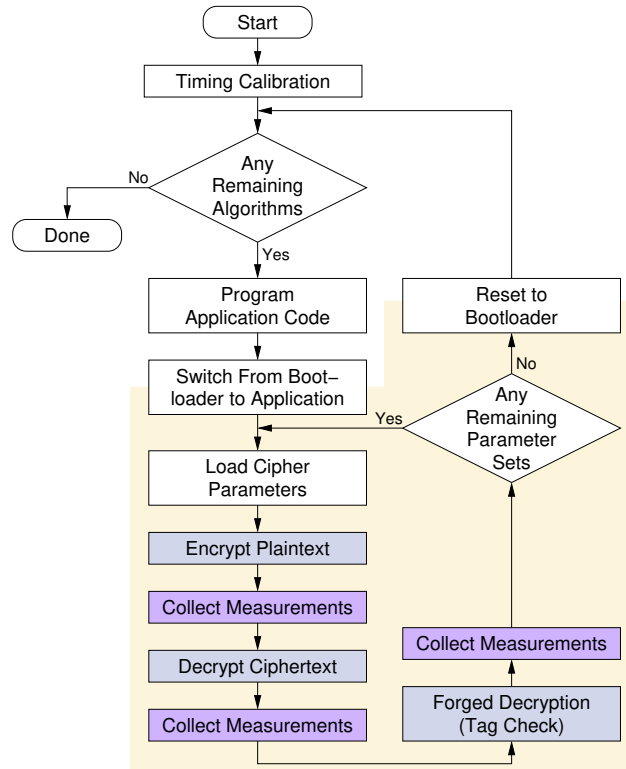 Start
Timing Calibration
Any
Remaining
Algorithms
No
Done
Yes
Program
Application Code
Switch From Boot–
loader to Application
Load Cipher
Parameters
Encrypt Plaintext
Collect Measurements
Decrypt Ciphertext
Collect Measurements
Forged Decryption
(Tag Check)
Collect Measurements
Any
Remaining
Parameter
Sets
Yes
No
Reset to
Bootloader